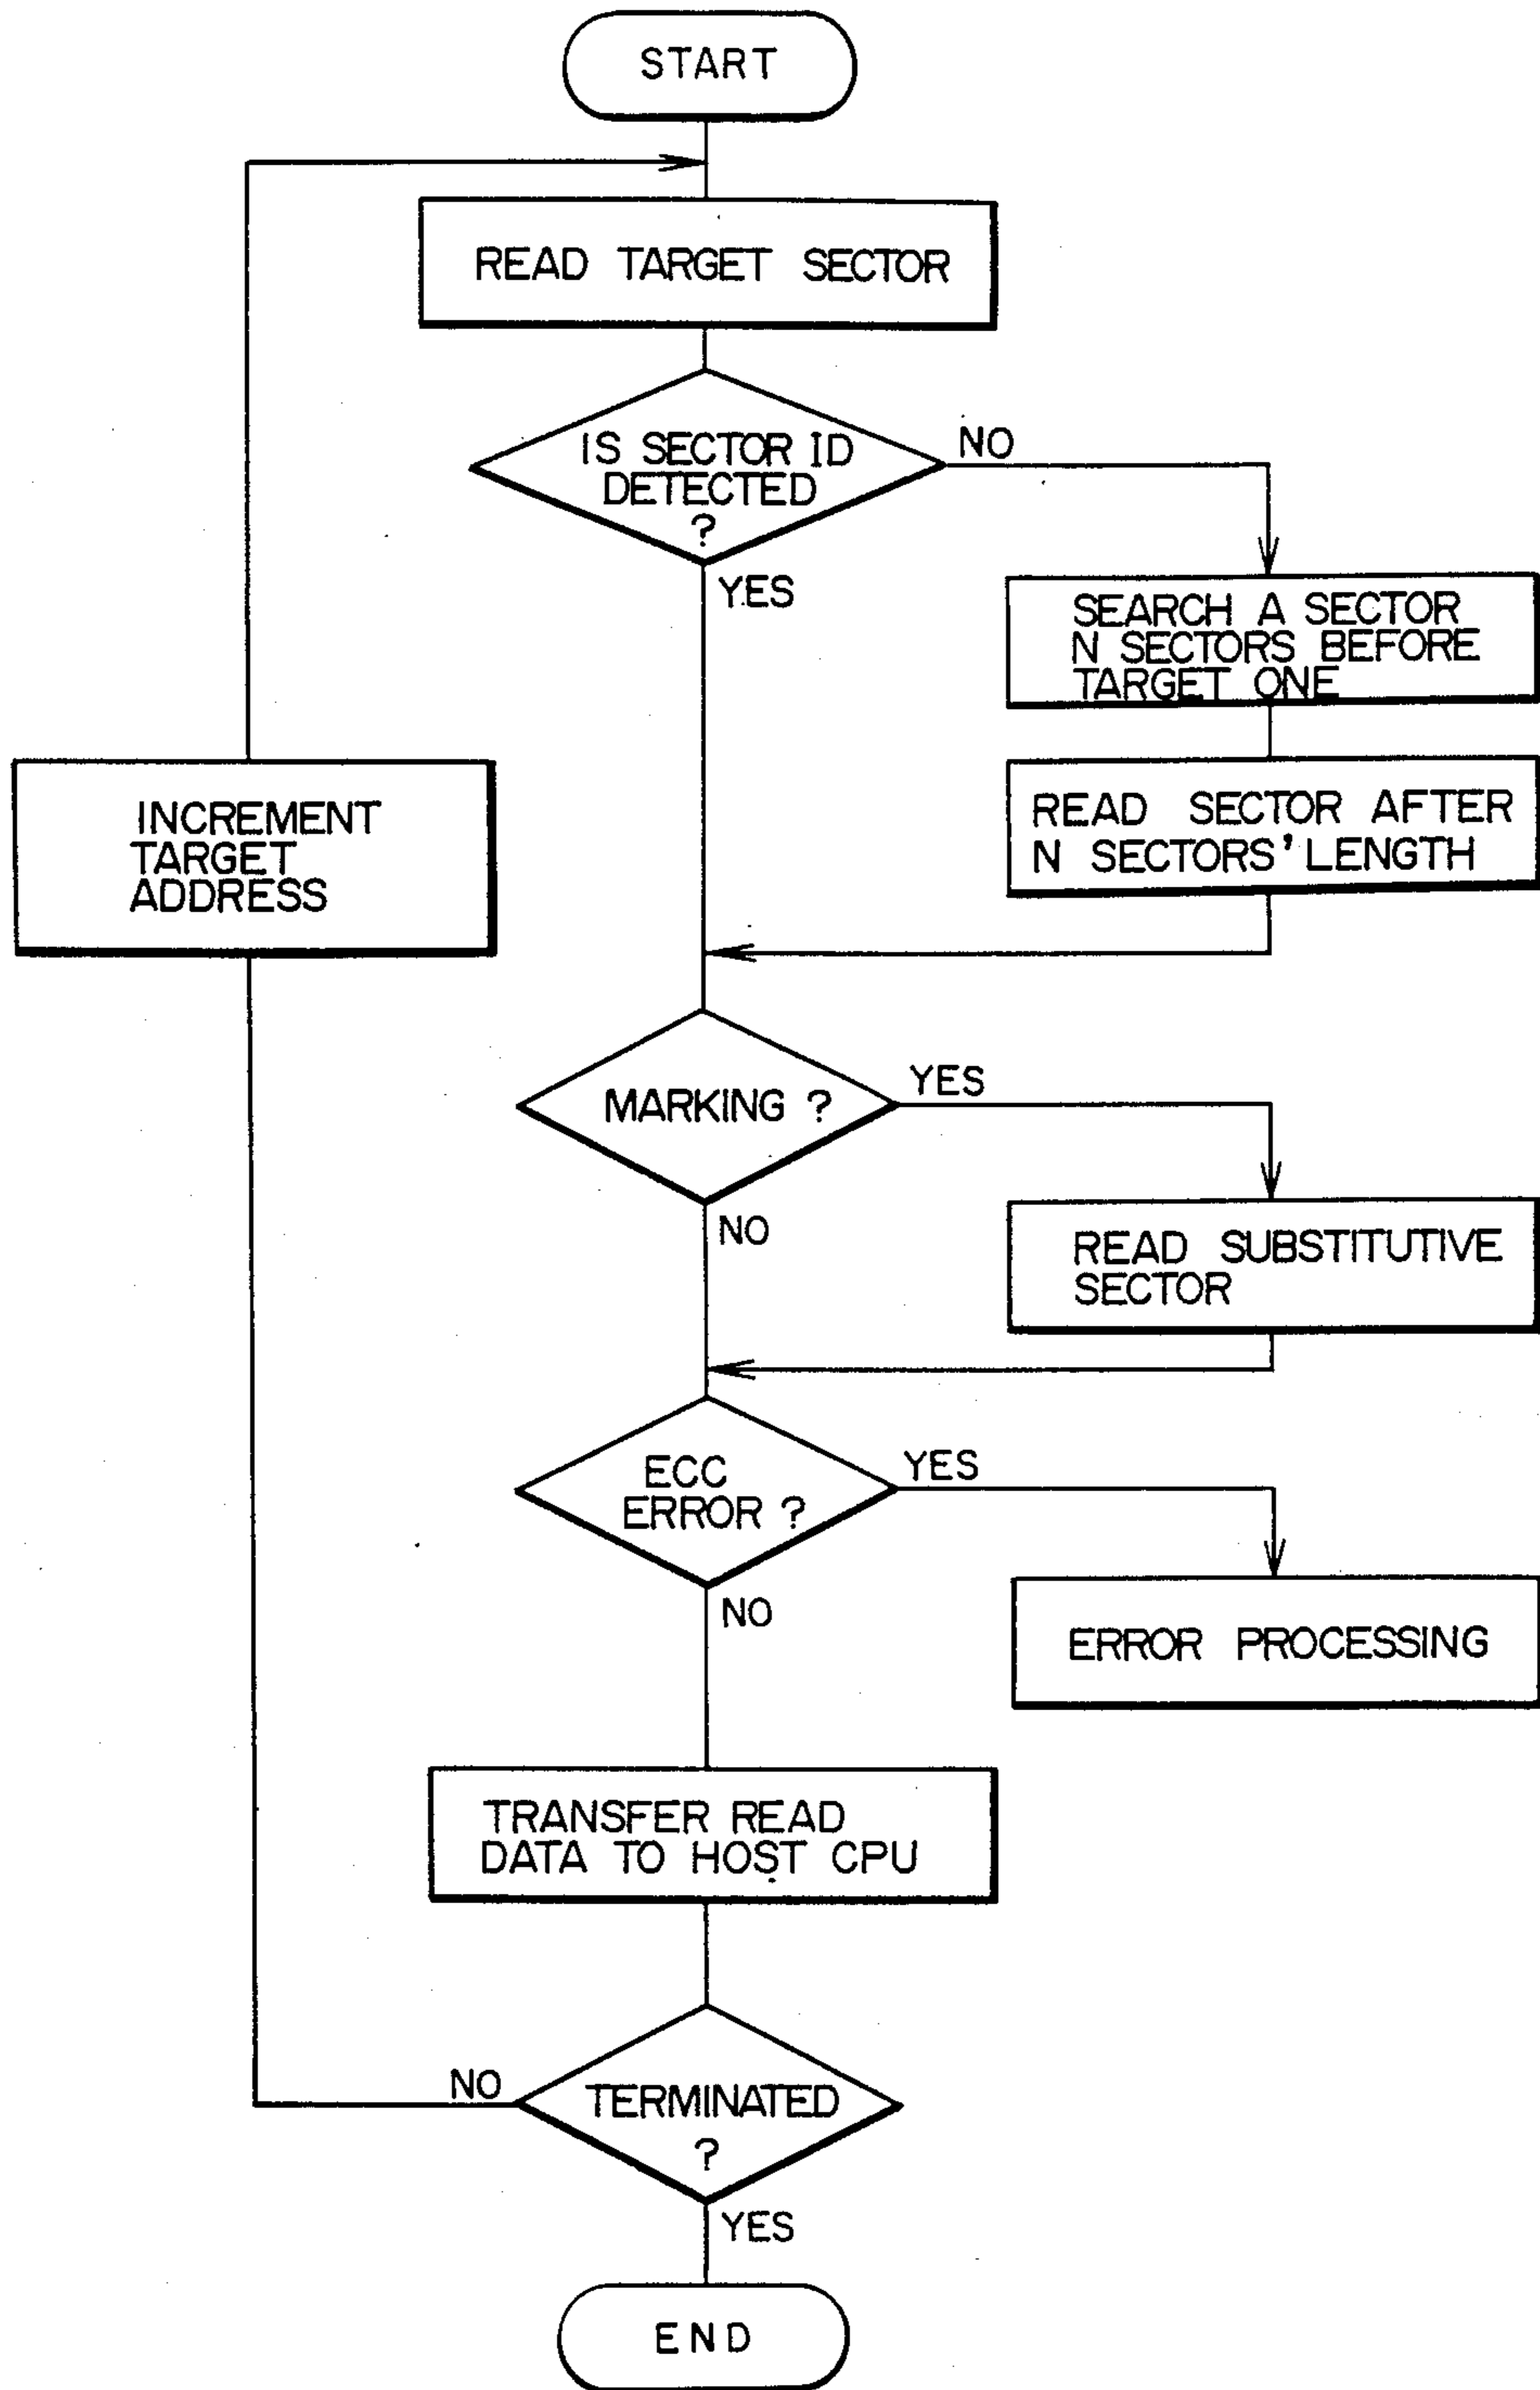 START
READ TARGET SECTOR
IS SECTOR ID
DETECTED
?
NO
YES
SEARCH A SECTOR
N SECTORS BEFORE
TARGET ONE
READ SECTOR AFTER
N SECTORS' LENGTH
INCREMENT
TARGET
ADDRESS
MARKING ?
YES
NO
READ SUBSTITUTIVE
SECTOR
ECC
ERROR ?
YES
NO
ERROR PROCESSING
TRANSFER READ
DATA TO HOST CPU
TERMINATED
?
NO
YES
END